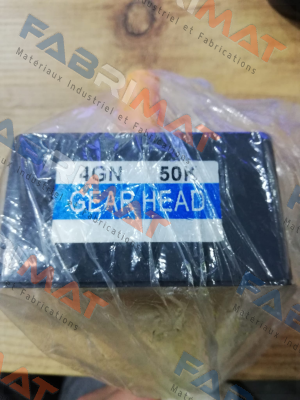 FABRIMAT
Materiaux Industriel et Fabrications
4GN 50K
GEAR HEAD